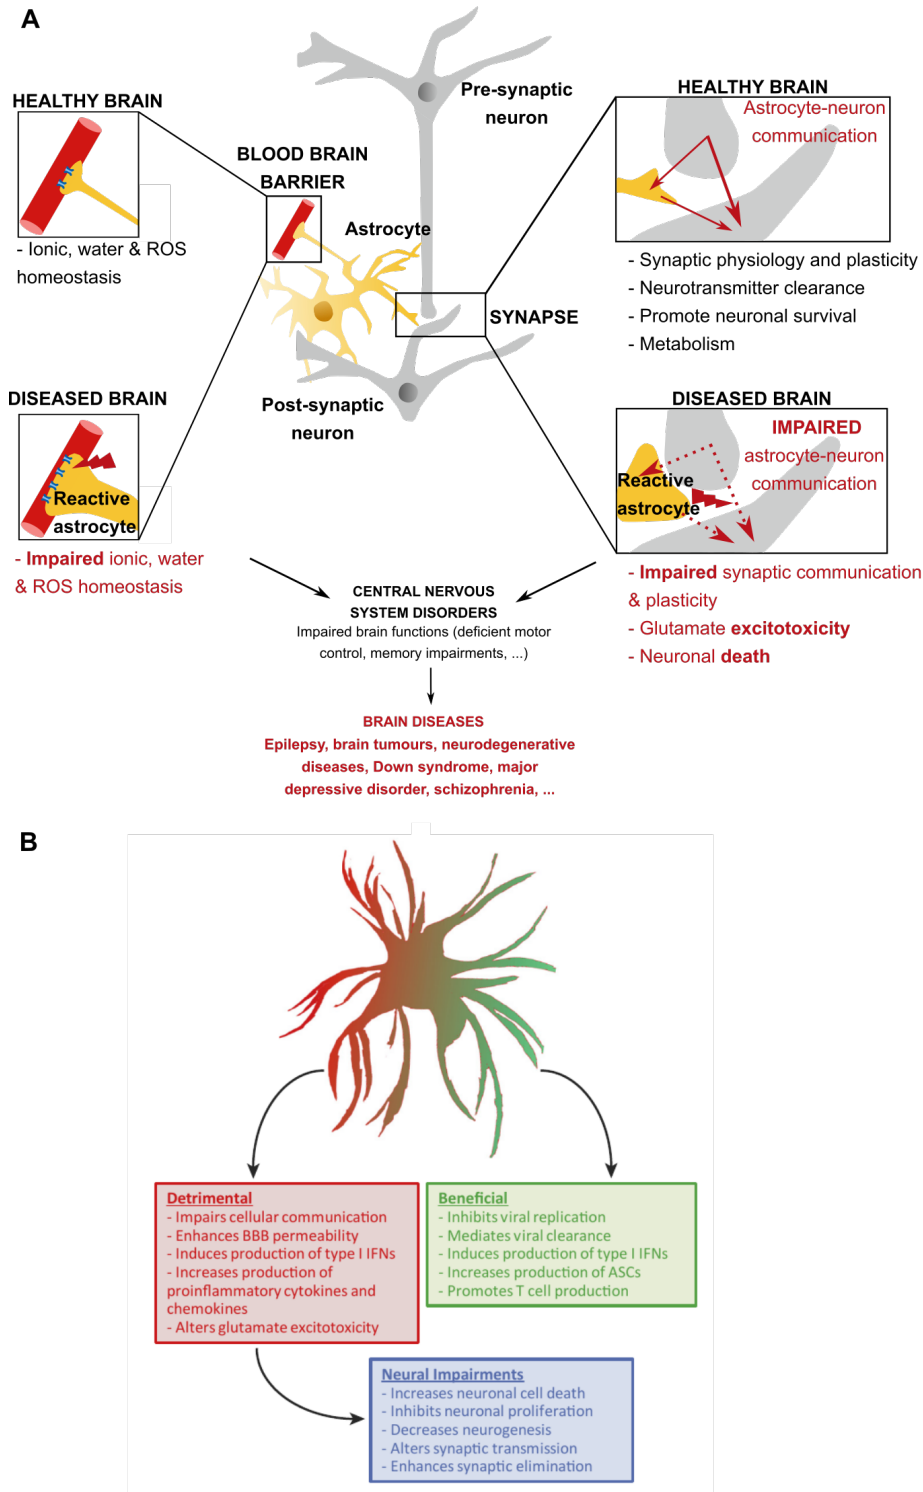 A
Pre-synaptic
neuron
HEALTHY BRAIN
- Ionic, water & ROS
homeostasis
BLOOD BRAIN
BARRIER
Astrocyte
SYNAPSE
Post-synaptic
neuron
HEALTHY BRAIN
Astrocyte-neuron
communication
- Synaptic physiology and plasticity
- Neurotransmitter clearance
- Promote neuronal survival
- Metabolism
DISEASED BRAIN
Reactive
astrocyte
- Impaired ionic, water
& ROS homeostasis
DISEASED BRAIN
IMPAIRED
astrocyte-neuron
communication
Reactive
astrocyte
- Impaired synaptic communication
& plasticity
- Glutamate excitotoxicity
- Neuronal death
CENTRAL NERVOUS
SYSTEM DISORDERS
Impaired brain functions (deficient motor
control, memory impairments, ...)
BRAIN DISEASES
Epilepsy, brain tumours, neurodegenerative
diseases, Down syndrome, major
depressive disorder, schizophrenia, ...
B
Detrimental
- Impairs cellular communication
- Enhances BBB permeability
- Induces production of type I IFNs
- Increases production of
proinflammatory cytokines and
chemokines
- Alters glutamate excitotoxicity
Beneficial
- Inhibits viral replication
- Mediates viral clearance
- Induces production of type I IFNs
- Increases production of ASCs
- Promotes T cell production
Neural Impairments
- Increases neuronal cell death
- Inhibits neuronal proliferation
- Decreases neurogenesis
- Alters synaptic transmission
- Enhances synaptic elimination